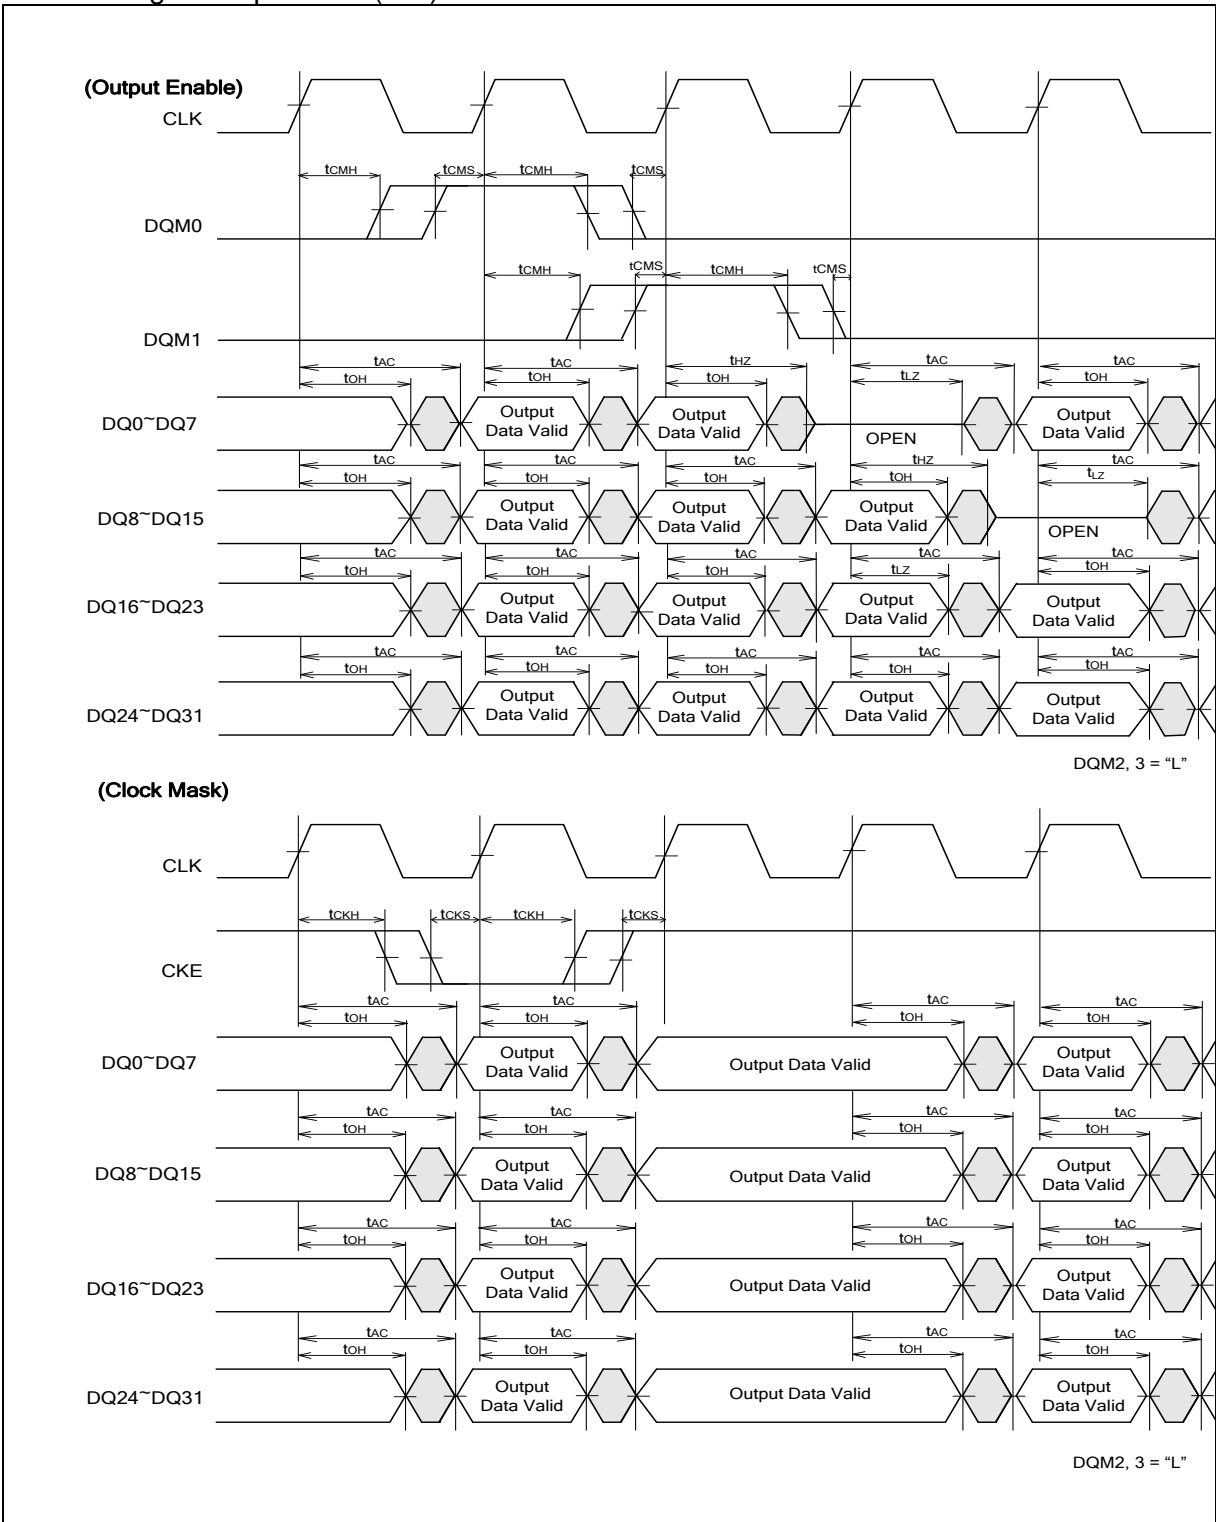 (Output Enable)
CLK
tCMH tCMS tCMH tCMS
DQM0
tCMH tCMS tCMH tCMS
DQM1
tAC tAC tHZ tAC tAC
tOH tOH tOH tLZ tOH
DQ0~DQ7
Output Data Valid
Output Data Valid
OPEN
Output Data Valid
tAC tAC tAC tHZ tAC
tOH tOH tOH tOH tLZ
DQ8~DQ15
Output Data Valid
Output Data Valid
Output Data Valid
OPEN
tAC tAC tAC tAC tAC
tOH tOH tOH tLZ tOH
DQ16~DQ23
Output Data Valid
Output Data Valid
Output Data Valid
Output Data Valid
tAC tAC tAC tAC tAC
tOH tOH tOH tOH tOH
DQ24~DQ31
Output Data Valid
Output Data Valid
Output Data Valid
Output Data Valid
DQM2, 3 = “L”
(Clock Mask)
CLK
tCKH tCKS tCKH tCKS
CKE
tAC tAC tAC tAC
tOH tOH tOH tOH
DQ0~DQ7
Output Data Valid
Output Data Valid
Output Data Valid
tAC tAC tAC tAC
tOH tOH tOH tOH
DQ8~DQ15
Output Data Valid
Output Data Valid
Output Data Valid
tAC tAC tAC tAC
tOH tOH tOH tOH
DQ16~DQ23
Output Data Valid
Output Data Valid
Output Data Valid
tAC tAC tAC tAC
tOH tOH tOH tOH
DQ24~DQ31
Output Data Valid
Output Data Valid
Output Data Valid
DQM2, 3 = “L”